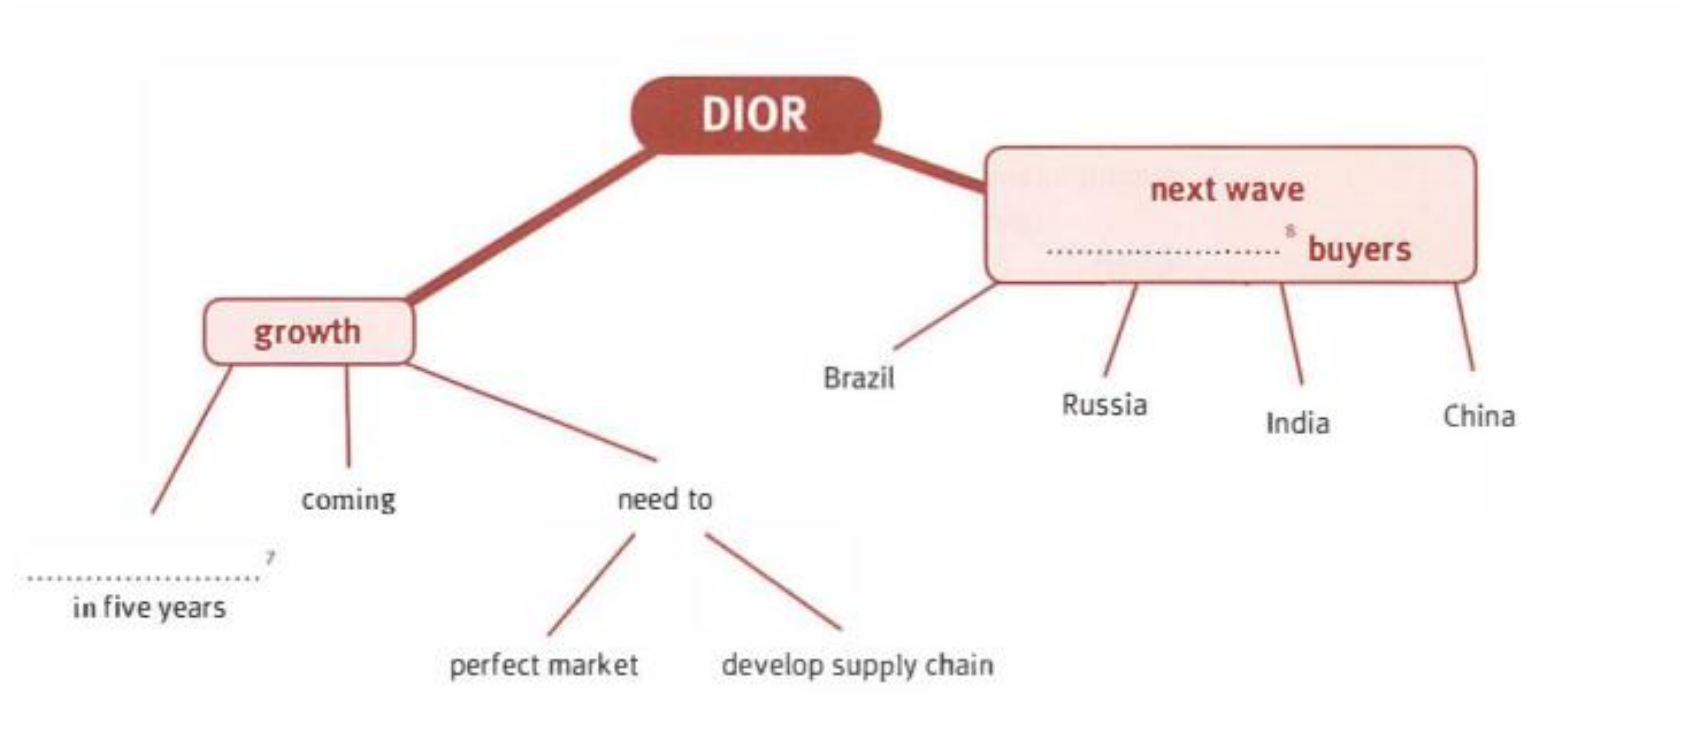 DIOR
next wave
........................ 8 buyers
growth
Brazil
Russia
India
China
coming
need to
........................ 7
in five years
perfect market
develop supply chain